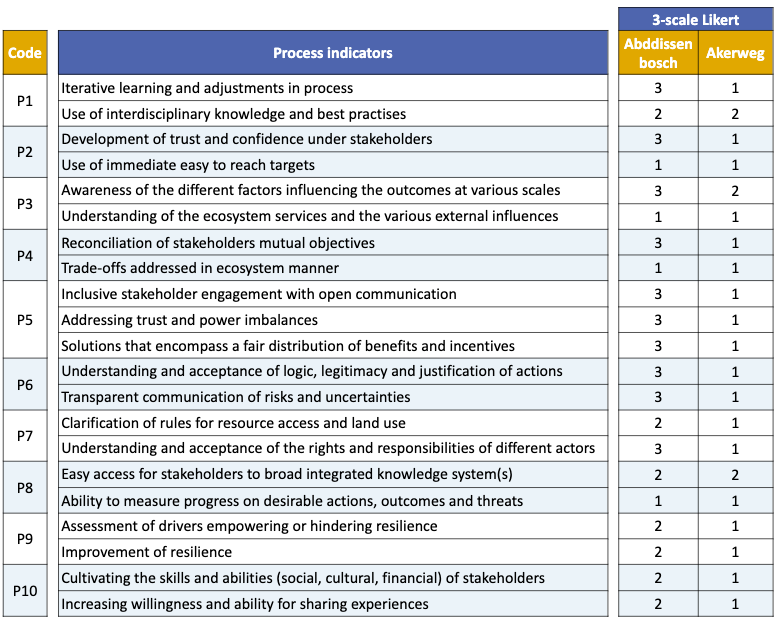 3-scale Likert
Code Process indicators Abddissen bosch Akerweg
P1 Iterative learning and adjustments in process 3 1
Use of interdisciplinary knowledge and best practises 2 2
P2 Development of trust and confidence under stakeholders 3 1
Use of immediate easy to reach targets 1 1
P3 Awareness of the different factors influencing the outcomes at various scales 3 2
Understanding of the ecosystem services and the various external influences 1 1
P4 Reconciliation of stakeholders mutual objectives 3 1
Trade-offs addressed in ecosystem manner 1 1
P5 Inclusive stakeholder engagement with open communication 3 1
Addressing trust and power imbalances 3 1
Solutions that encompass a fair distribution of benefits and incentives 3 1
P6 Understanding and acceptance of logic, legitimacy and justification of actions 3 1
Transparent communication of risks and uncertainties 3 1
P7 Clarification of rules for resource access and land use 2 1
Understanding and acceptance of the rights and responsibilities of different actors 3 1
P8 Easy access for stakeholders to broad integrated knowledge system(s) 2 2
Ability to measure progress on desirable actions, outcomes and threats 1 1
P9 Assessment of drivers empowering or hindering resilience 2 1
Improvement of resilience 2 1
P10 Cultivating the skills and abilities (social, cultural, financial) of stakeholders 2 1
Increasing willingness and ability for sharing experiences 2 1